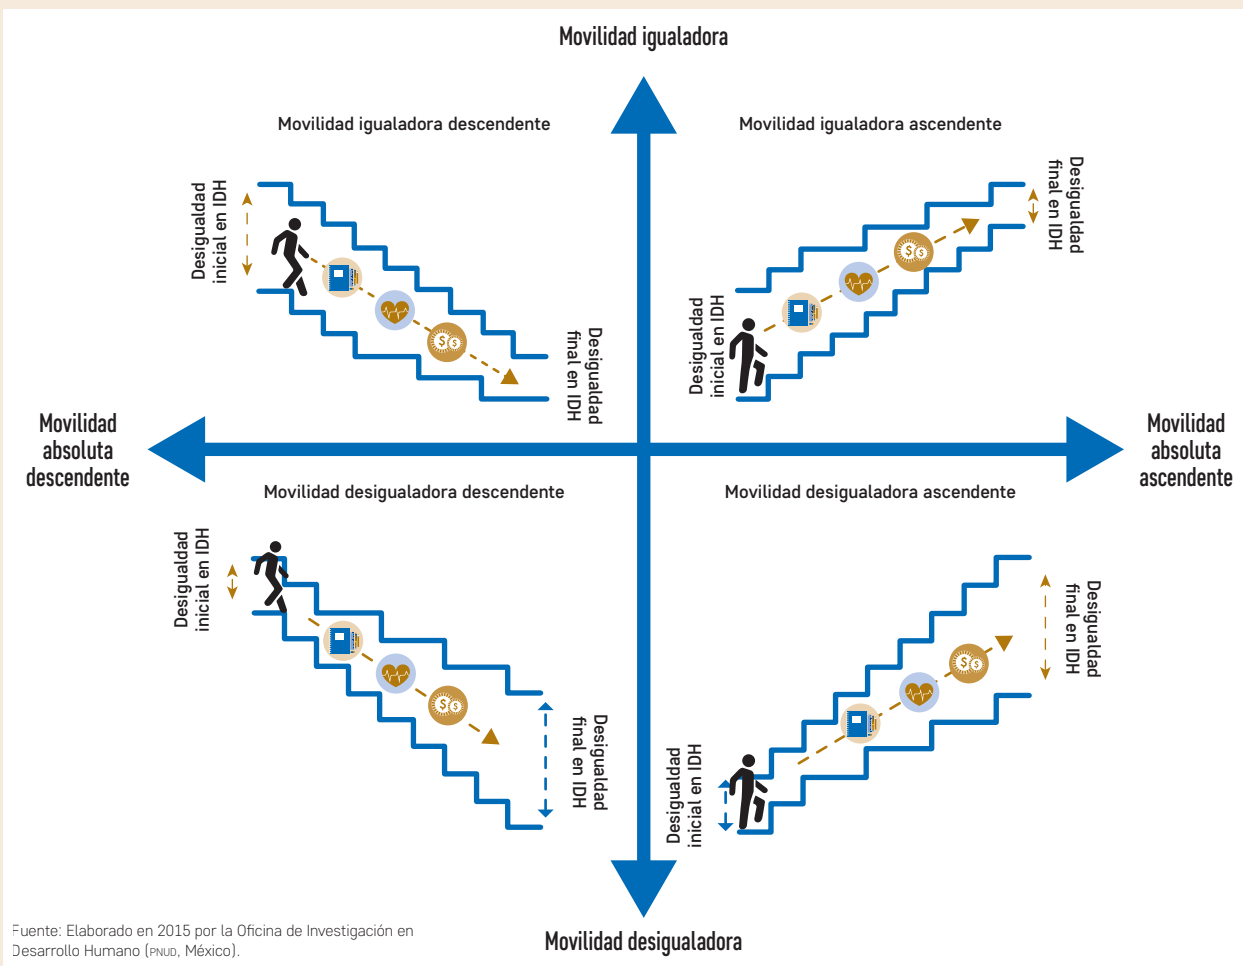 Movilidad igualadora
Movilidad igualadora descendente
Movilidad igualadora ascendente
Desigualdad
inicial en IDH
Desigualdad
final en IDH
Desigualdad
inicial en IDH
Desigualdad
final en IDH
Movilidad
absoluta
descendente
Movilidad
absoluta
ascendente
Movilidad desigualadora descendente
Movilidad desigualadora ascendente
Desigualdad
inicial en IDH
Desigualdad
final en IDH
Desigualdad
inicial en IDH
Desigualdad
final en IDH
Movilidad desigualadora
Fuente: Elaborado en 2015 por la Oficina de Investigación en
Desarrollo Humano (PNUD, México).